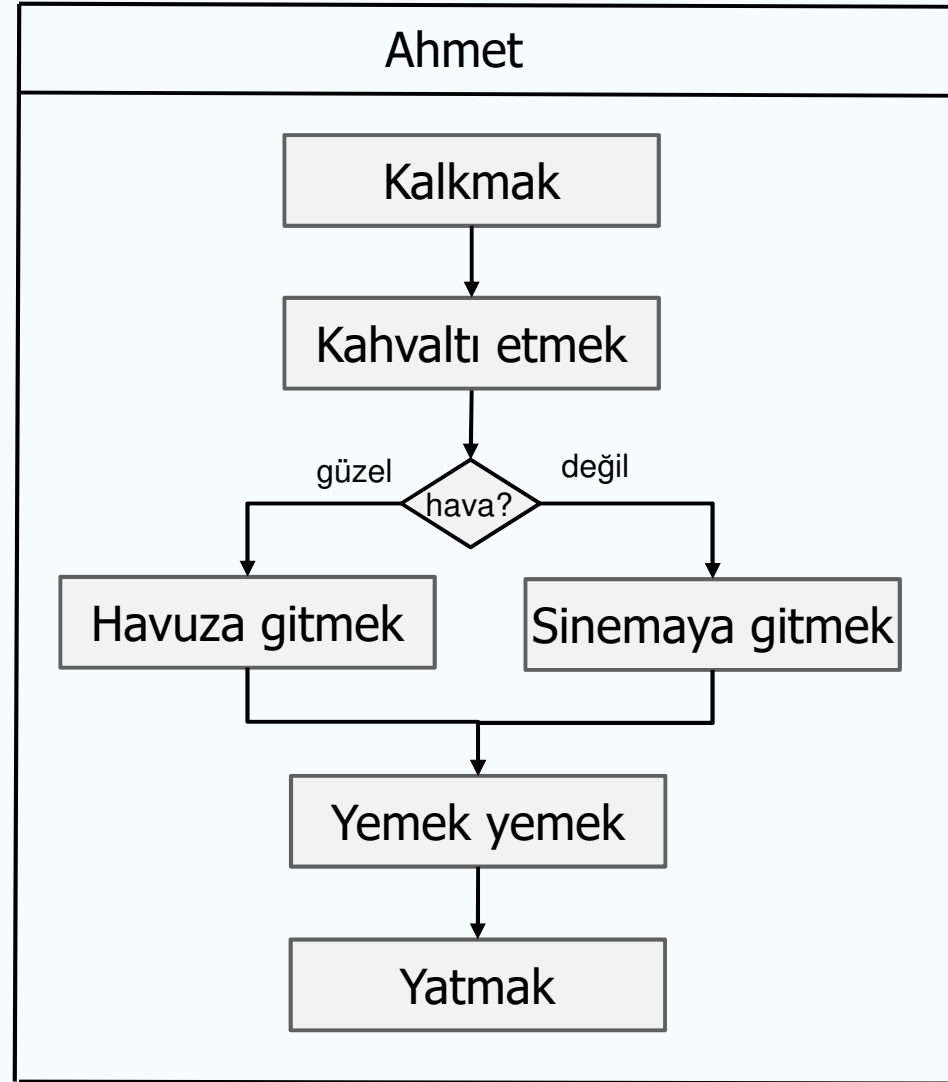 Ahmet
Kalkmak
Kahvaltı etmek
güzel
hava?
değil
Havuza gitmek
Sinemaya gitmek
Yemek yemek
Yatmak